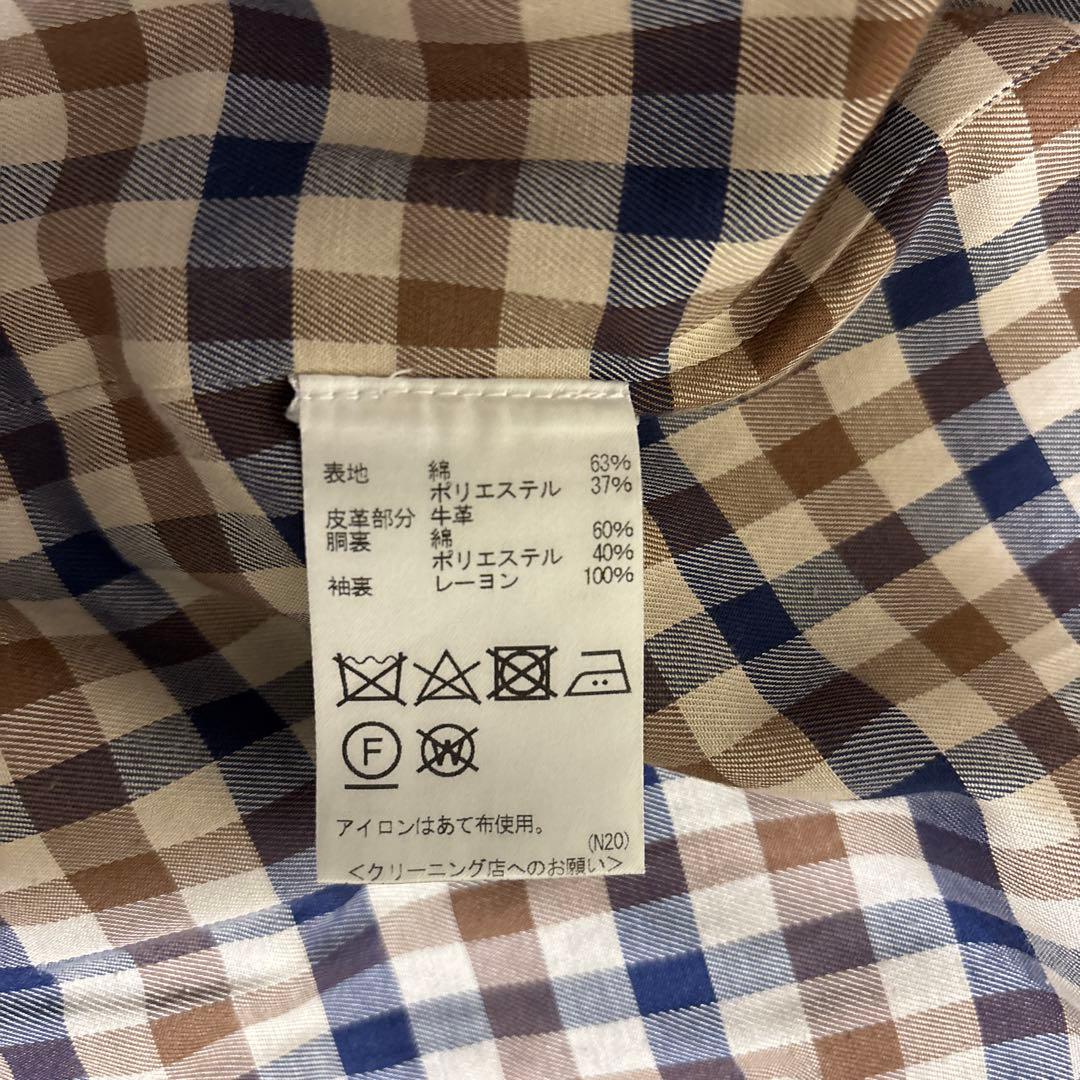 表地 綿 63%
ポリエステル 37%
皮革部分 牛革
胴裏 綿 60%
ポリエステル 40%
袖裏 レーヨン 100%
F W
アイロンはあて布使用。
(N20)
＜クリーニング店へのお願い＞